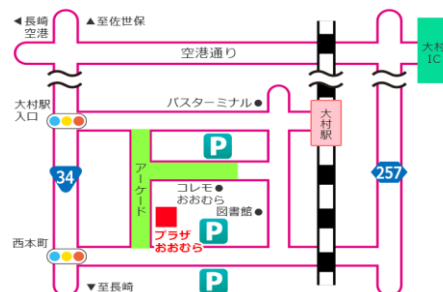 ◀長崎
空港
▲至佐世保
空港通り
大村
IC
大村駅
入口
バスターミナル●
大村駅
P
アーケード
34
257
コレモ●
おおむら
図書館●
プラザ
おおむら
P
西本町
▼至長崎
P